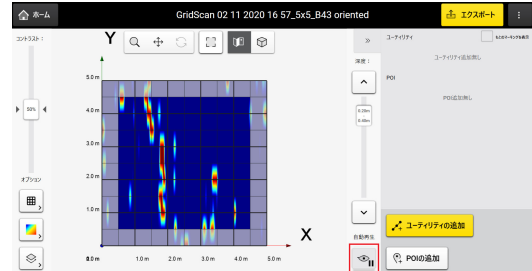 ホーム
GridScan 02 11 2020 16 57_5x5_B43 oriented
エクスポート
コントラスト：
50%
オプション
Y
5.0 m
4.0 m
3.0 m
2.0 m
1.0 m
0.0 m
1.0 m
2.0 m
3.0 m
4.0 m
5.0 m
X
深度：
0.20m
0.40m
自動再生
ユーティリティ
ユーティリティ追加無し
POI
POI追加無し
ユーティリティの追加
POIの追加